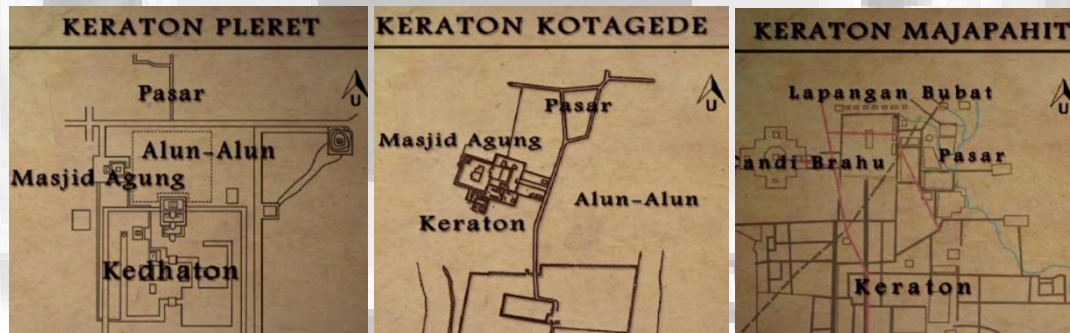 KERATON PLERET
Pasar
U
Alun-Alun
Masjid Agung
Kedhaton
KERATON KOTAGEDE
Pasar
U
Masjid Agung
Alun-Alun
Keraton
KERATON MAJAPAHIT
Lapangan Bubat
U
Candi Brahu
Pasar
Keraton